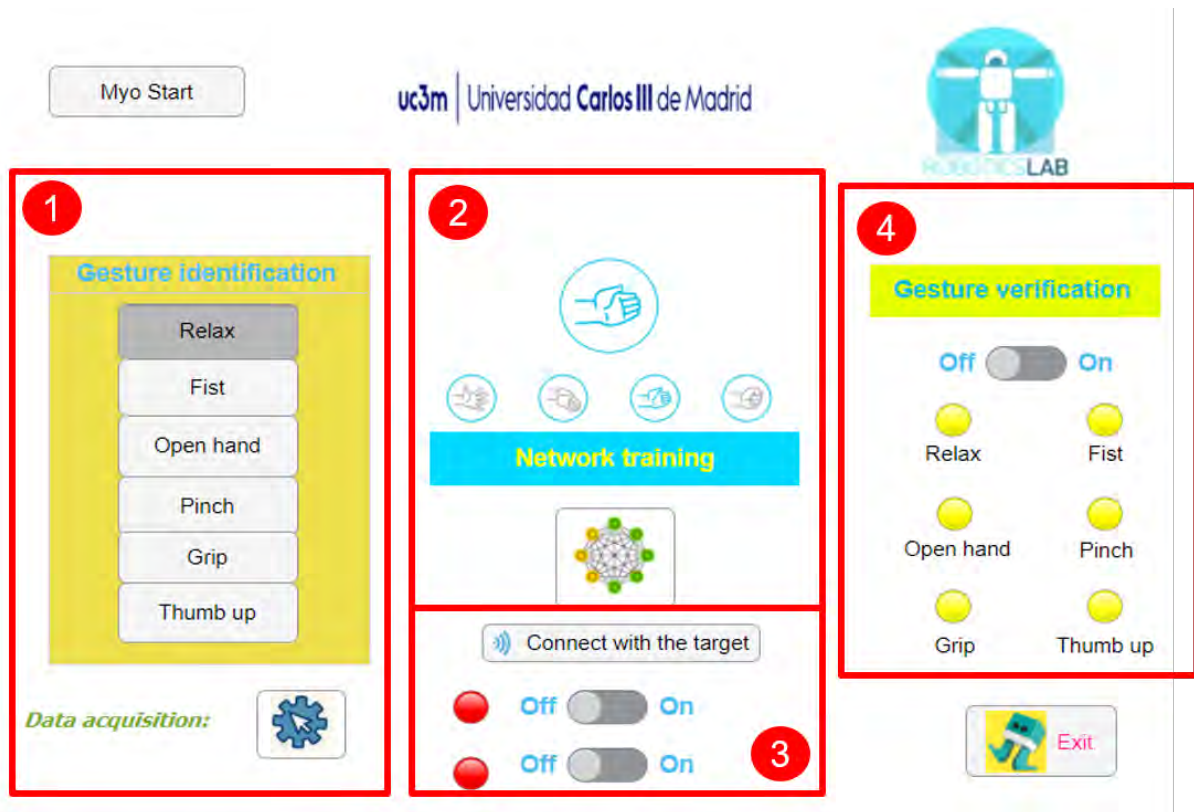 Myo Start
uc3m | Universidad Carlos III de Madrid
ROBOTICSLAB
1
Gesture identification
Relax
Fist
Open hand
Pinch
Grip
Thumb up
Data acquisition:
2
Network training
Connect with the target
Off On
Off On
3
4
Gesture verification
Off On
Relax Fist
Open hand Pinch
Grip Thumb up
Exit